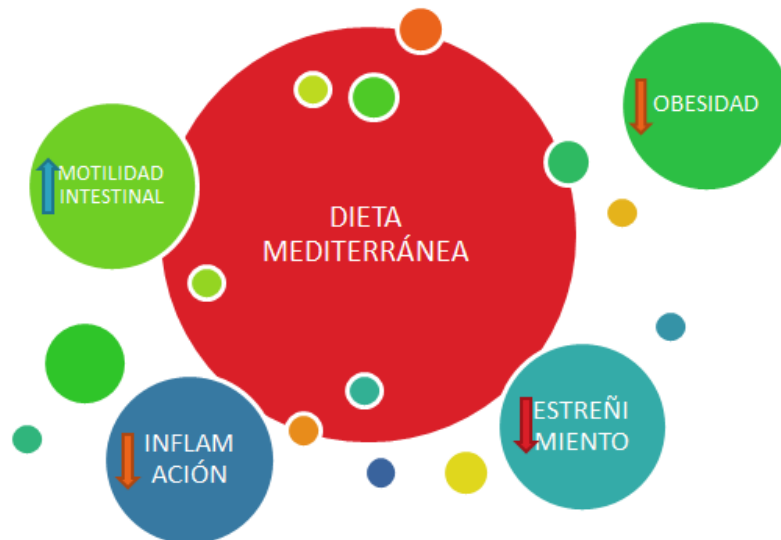 OBESIDAD
MOTILIDAD
INTESTINAL
DIETA
MEDITERRÁNEA
INFLAM
ACIÓN
ESTREÑI
MIENTO